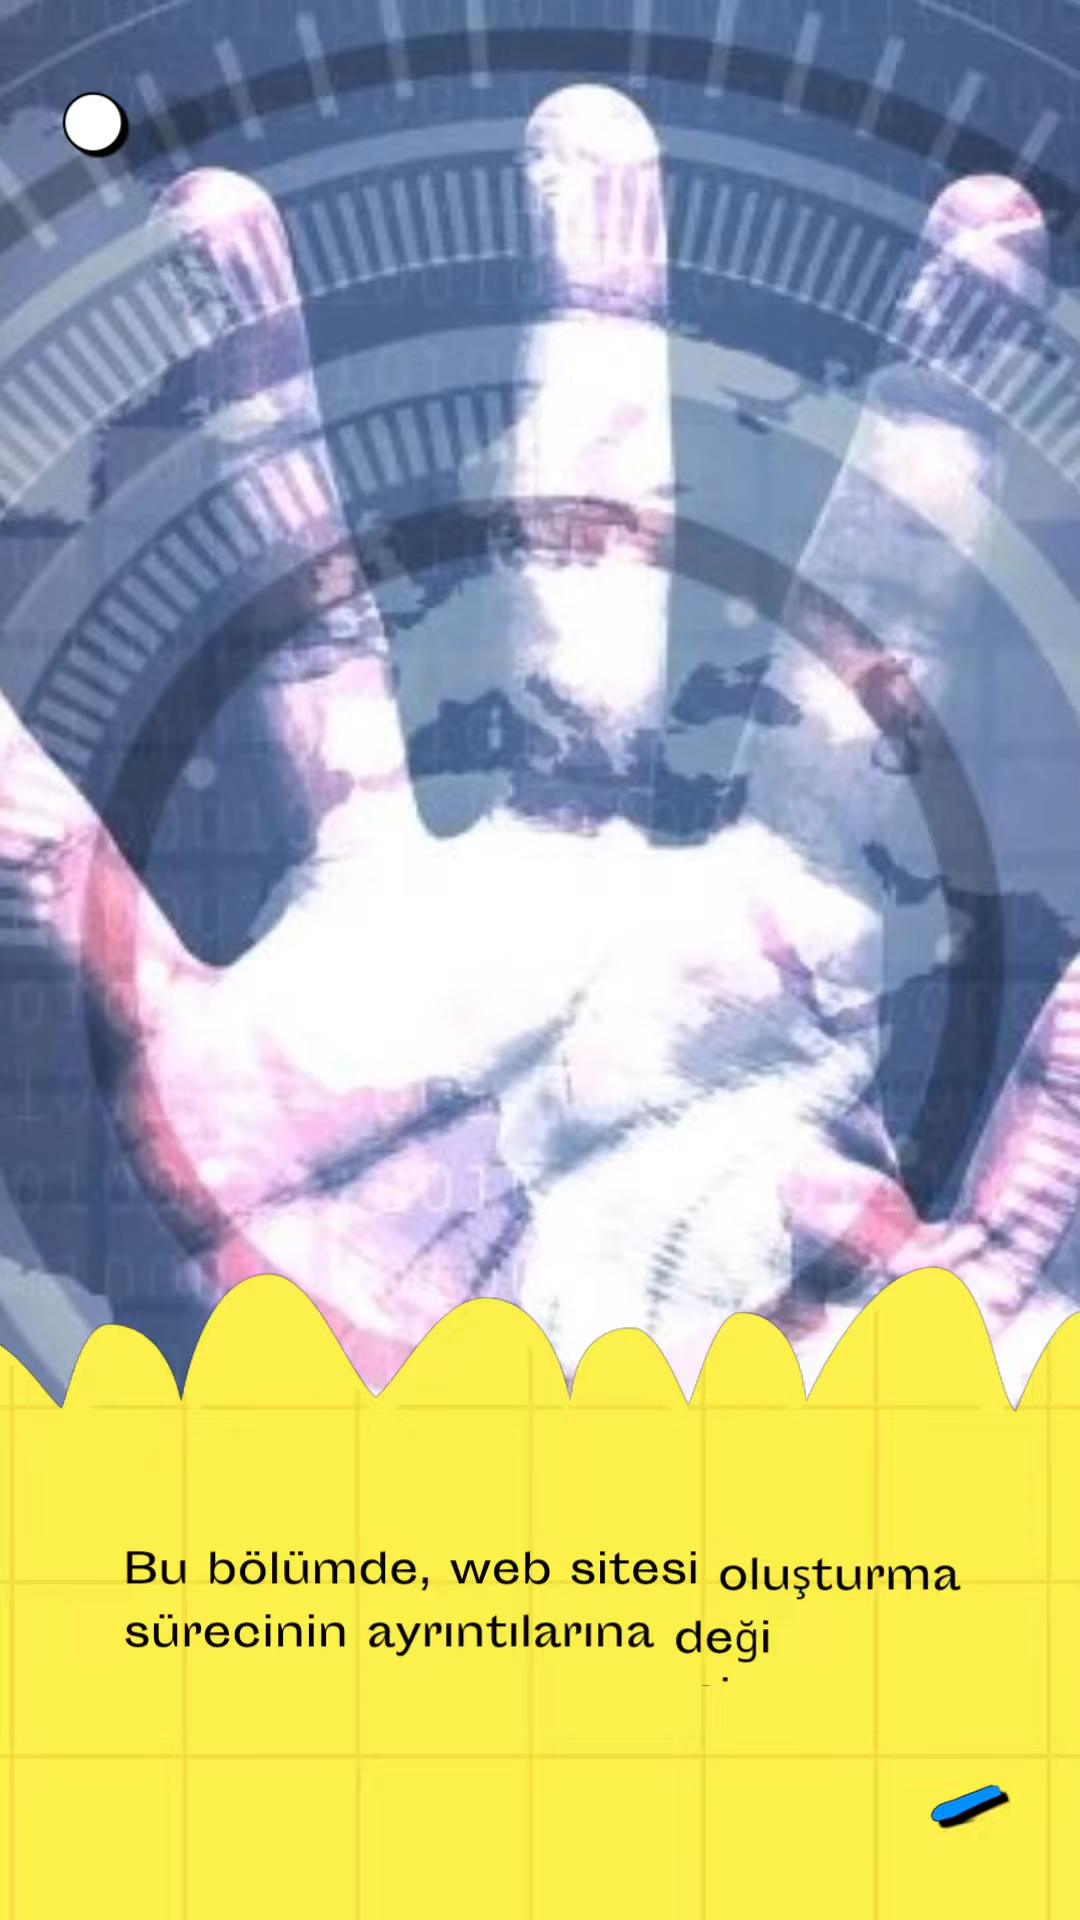 Bu bölümde, web sitesi oluşturma
sürecinin ayrıntılarına deği